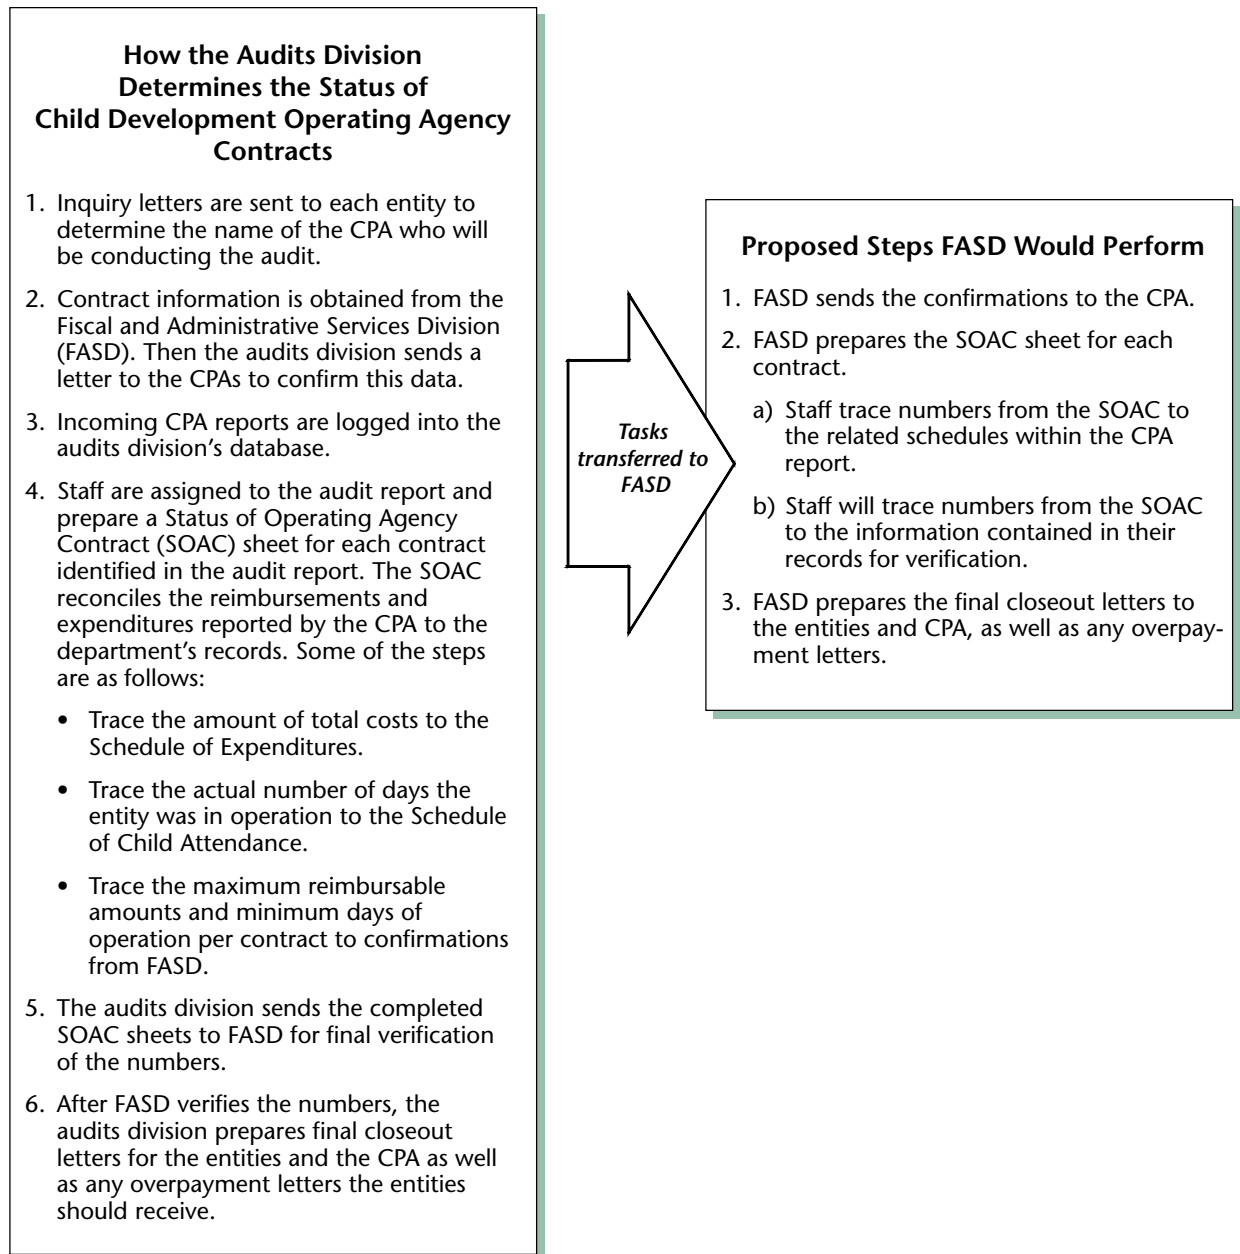 How the Audits Division
Determines the Status of
Child Development Operating Agency
Contracts
1. Inquiry letters are sent to each entity to
determine the name of the CPA who will
be conducting the audit.
2. Contract information is obtained from the
Fiscal and Administrative Services Division
(FASD). Then the audits division sends a
letter to the CPAs to confirm this data.
3. Incoming CPA reports are logged into the
audits division's database.
4. Staff are assigned to the audit report and
prepare a Status of Operating Agency
Contract (SOAC) sheet for each contract
identified in the audit report. The SOAC
reconciles the reimbursements and
expenditures reported by the CPA to the
department's records. Some of the steps
are as follows:
• Trace the amount of total costs to the
Schedule of Expenditures.
• Trace the actual number of days the
entity was in operation to the Schedule
of Child Attendance.
• Trace the maximum reimbursable
amounts and minimum days of
operation per contract to confirmations
from FASD.
5. The audits division sends the completed
SOAC sheets to FASD for final verification
of the numbers.
6. After FASD verifies the numbers, the
audits division prepares final closeout
letters for the entities and the CPA as well
as any overpayment letters the entities
should receive.
Tasks
transferred to
FASD
Proposed Steps FASD Would Perform
1. FASD sends the confirmations to the CPA.
2. FASD prepares the SOAC sheet for each
contract.
a) Staff trace numbers from the SOAC to
the related schedules within the CPA
report.
b) Staff will trace numbers from the SOAC
to the information contained in their
records for verification.
3. FASD prepares the final closeout letters to
the entities and CPA, as well as any overpay-
ment letters.